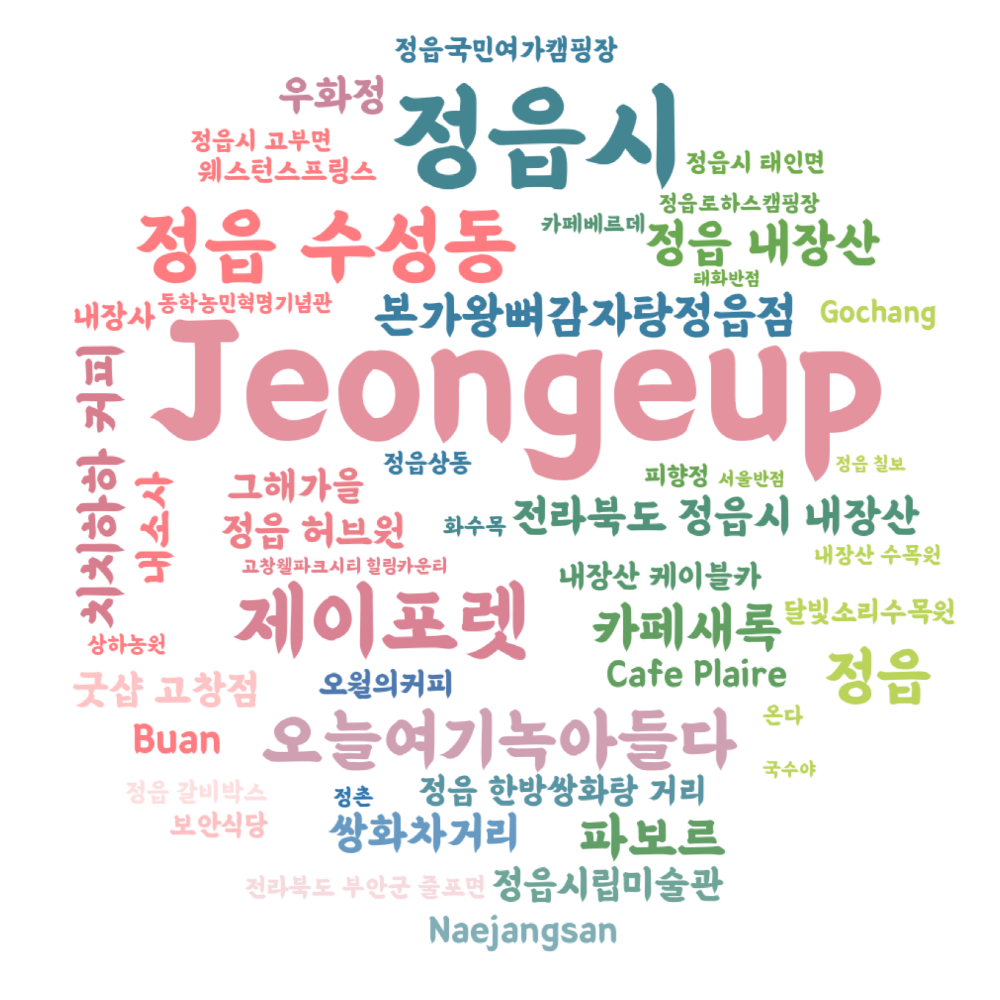 정읍국민여가캠핑장
우화정
정읍시
정읍시 고부면
웨스턴스프링스
정읍시 태인면
정읍로하스캠핑장
정읍 수성동
카페베르데
정읍 내장산
태화반점
내장사
동학농민혁명기념관
본가왕뼈감자탕정읍점
Gochang
Jeongeup
치치하하 커피
정읍상동
피향정
서울반점
정읍 칠보
내소사
그해가을
정읍 허브원
화수목
전라북도 정읍시 내장산
내장산 수목원
고창웰파크시티 힐링카운티
내장산 케이블카
제이포렛
카페새록
달빛소리수목원
상하농원
Cafe Plaire
정읍
굿샵 고창점
오월의커피
온다
Buan
오늘여기녹아들다
국수야
정읍 갈비박스
정촌
정읍 한방쌍화탕 거리
보안식당
쌍화차거리
파보르
전라북도 부안군 줄포면
정읍시립미술관
Naejangsan